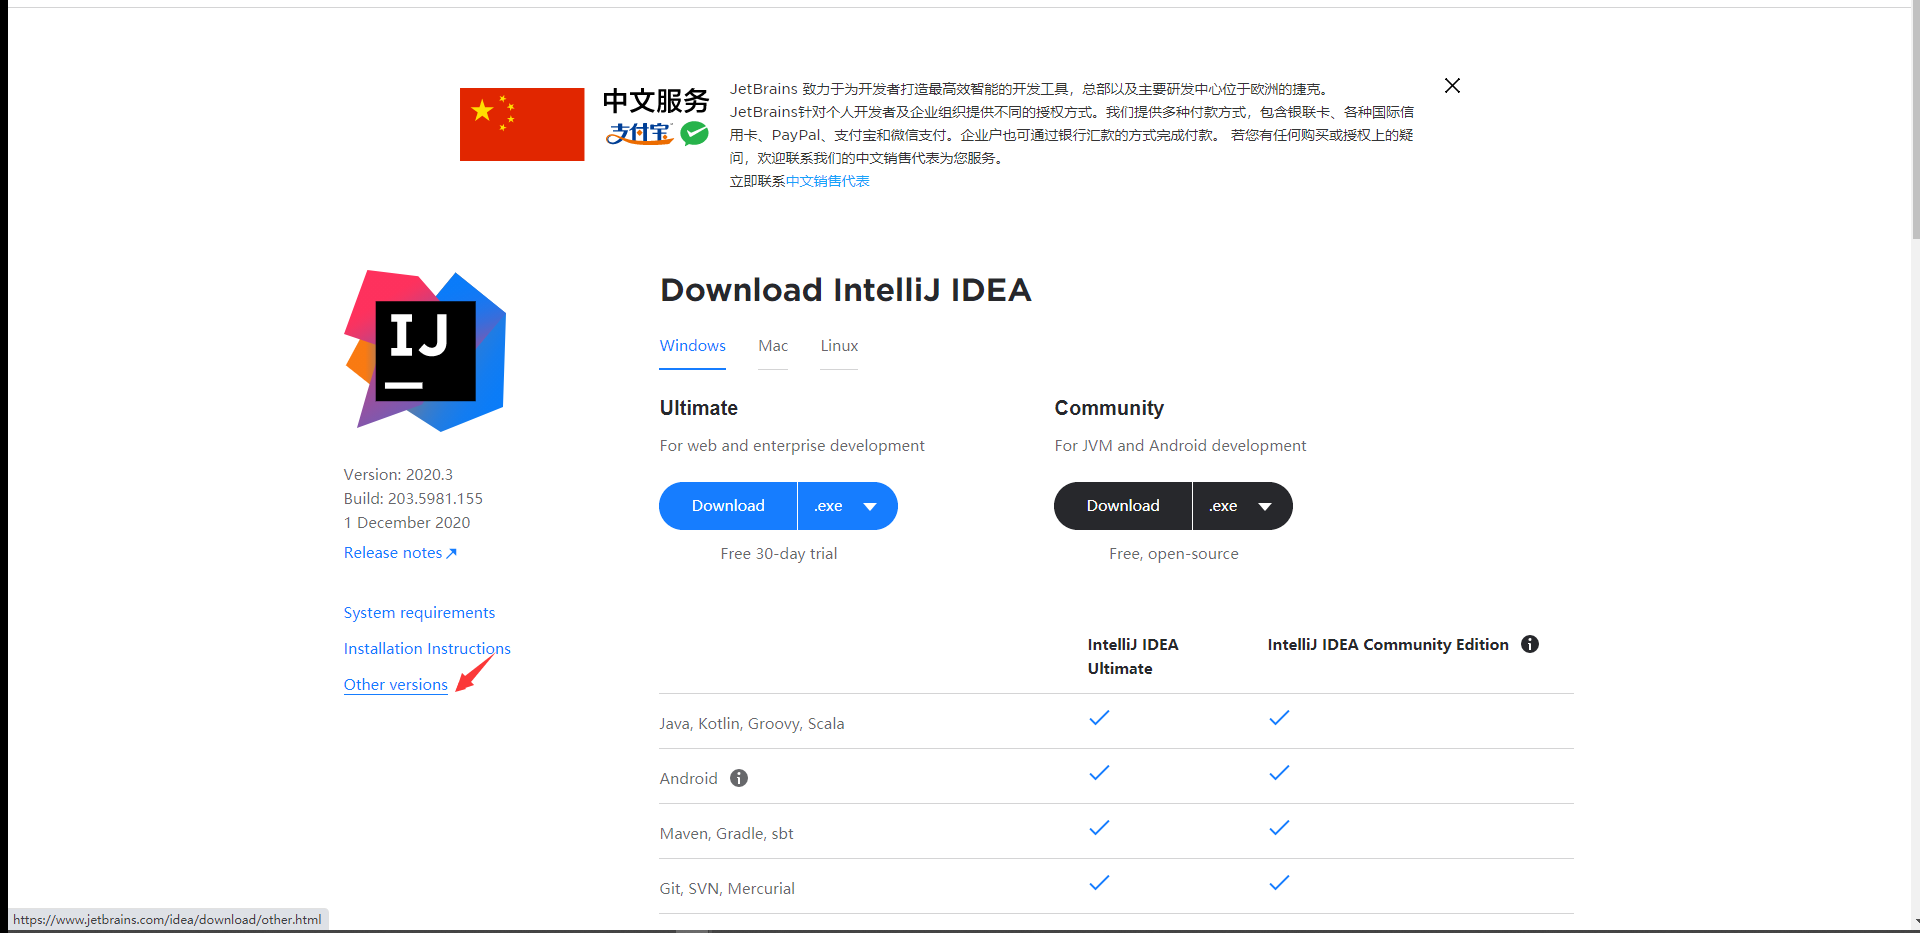 中文服务
支付宝
JetBrains 致力于为开发者打造最高效智能的开发工具，总部以及主要研发中心位于欧洲的捷克。
JetBrains针对个人开发者及企业组织提供不同的授权方式。我们提供多种付款方式，包含银联卡、各种国际信
用卡、PayPal、支付宝和微信支付。企业户也可通过银行汇款的方式完成付款。 若您有任何购买或授权上的疑
问，欢迎联系我们的中文销售代表为您服务。
立即联系中文销售代表
IJ
Version: 2020.3
Build: 203.5981.155
1 December 2020
Release notes
System requirements
Installation Instructions
Other versions
Download IntelliJ IDEA
Windows
Mac
Linux
Ultimate
For web and enterprise development
Download
.exe
Free 30-day trial
Community
For JVM and Android development
Download
.exe
Free, open-source
IntelliJ IDEA
Ultimate
IntelliJ IDEA Community Edition
Java, Kotlin, Groovy, Scala
Android
Maven, Gradle, sbt
Git, SVN, Mercurial
https://www.jetbrains.com/idea/download/other.html